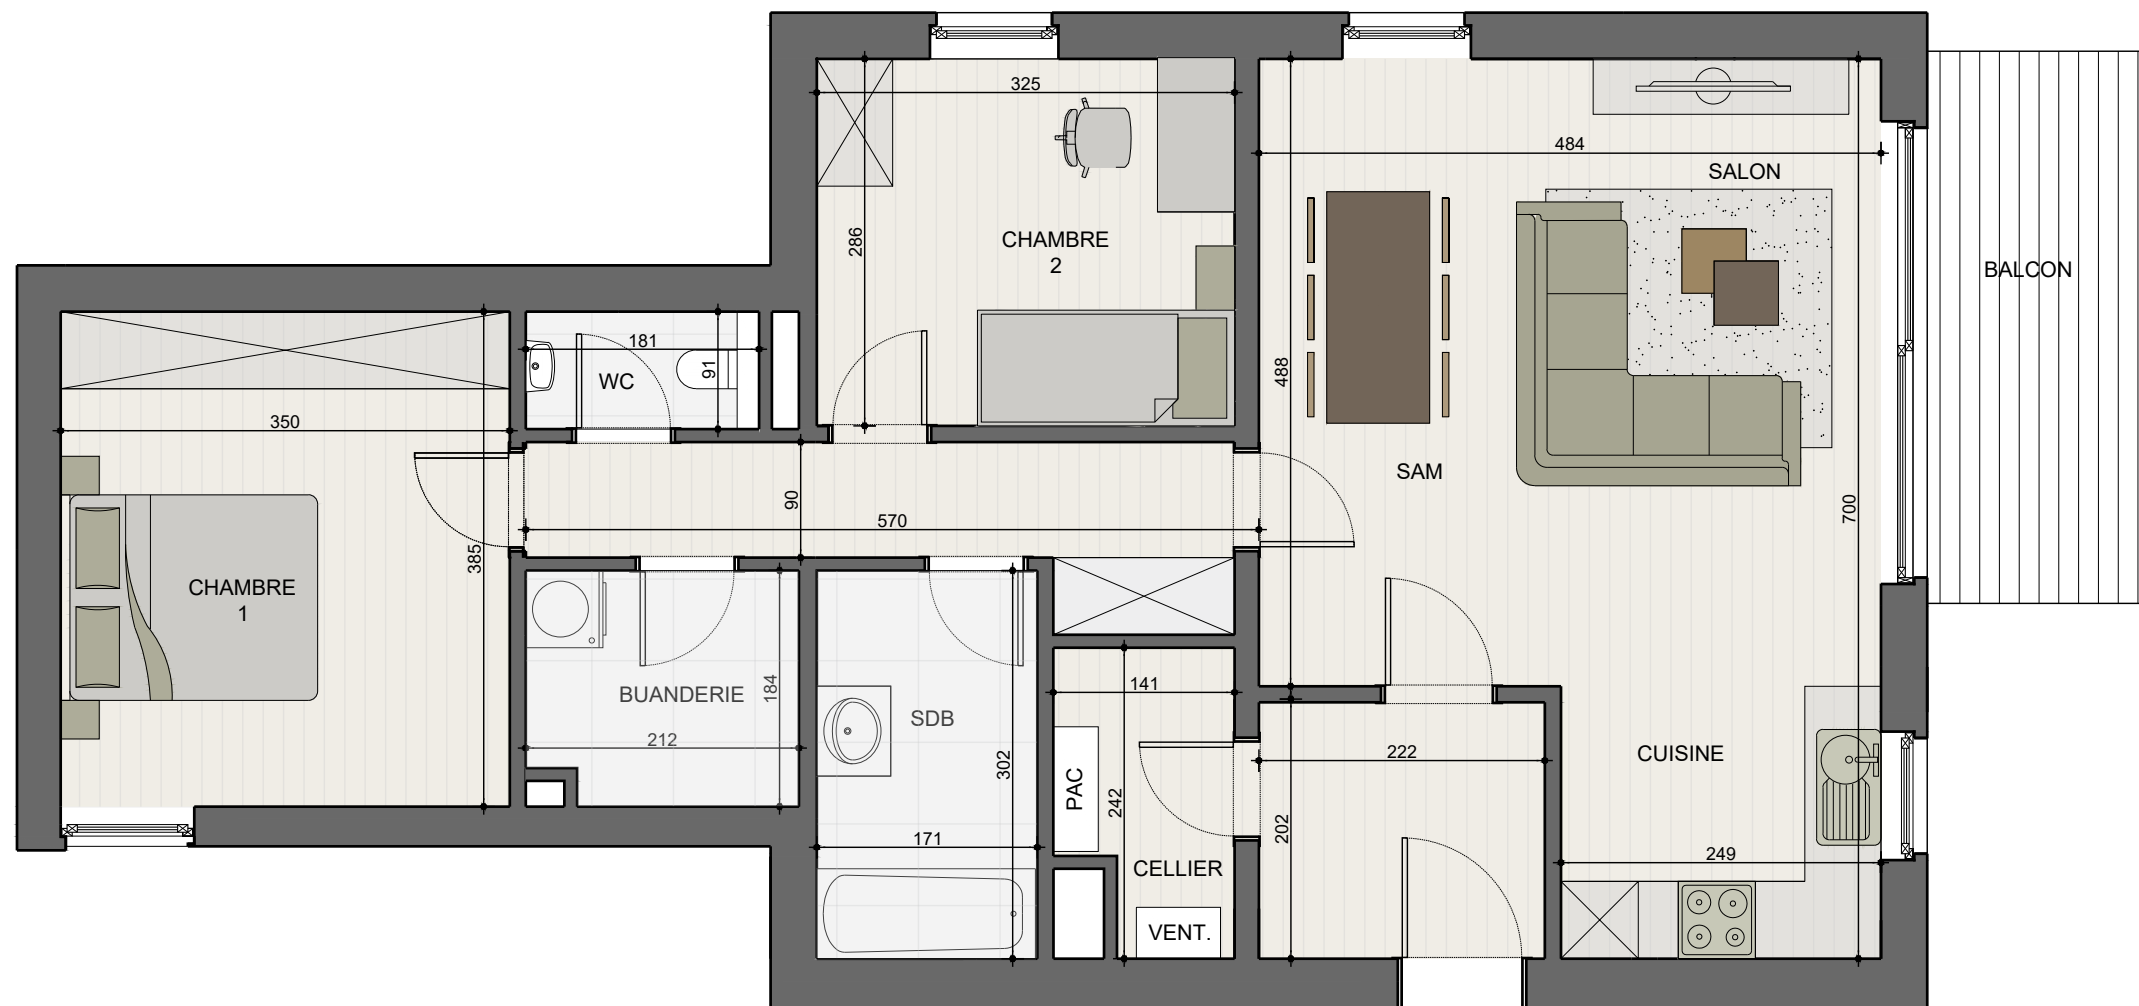 325
484
SALON
CHAMBRE
2
286
BALCON
181
91
WC
488
350
SAM
90
570
700
385
CHAMBRE
1
BUANDERIE
184
212
SDB
302
171
141
PAC
242
CELLIER
VENT.
222
202
CUISINE
249